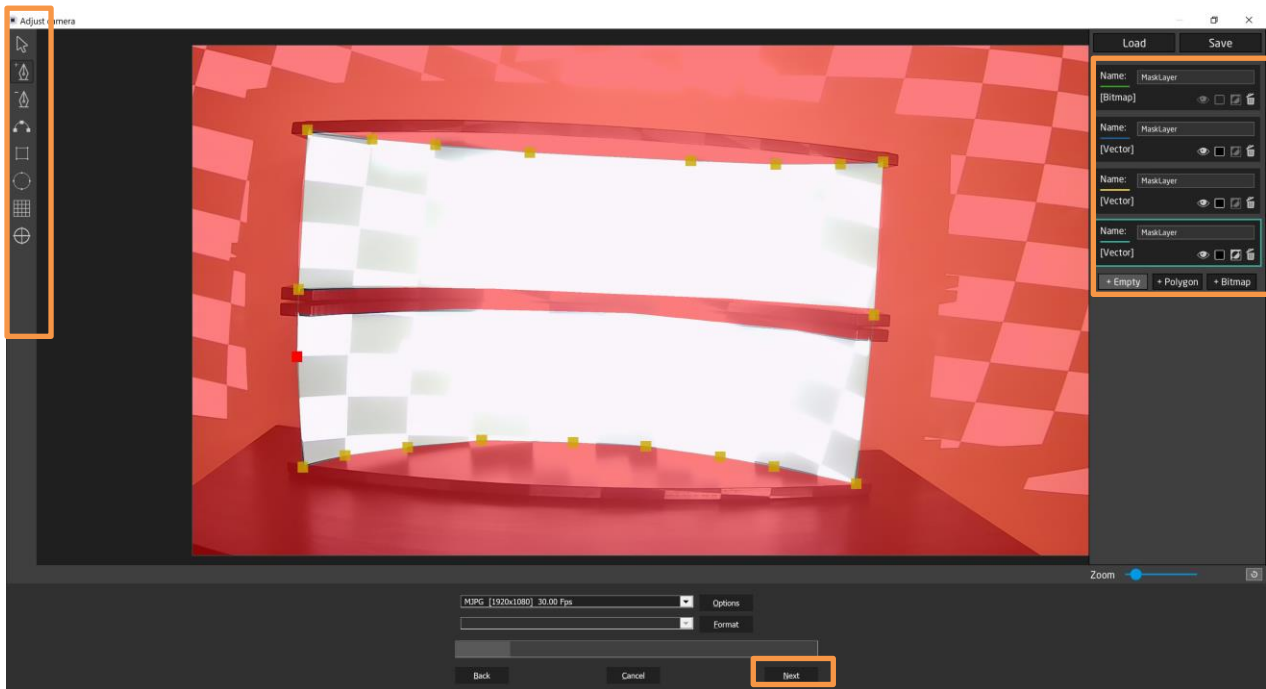 Adjust camera
Load Save
Name: MaskLayer
[Bitmap]
Name: MaskLayer
[Vector]
Name: MaskLayer
[Vector]
Name: MaskLayer
[Vector]
+ Empty + Polygon + Bitmap
Zoom
MJPG [1920x1080] 30.00 Fps Options
Format
Back Cancel Next